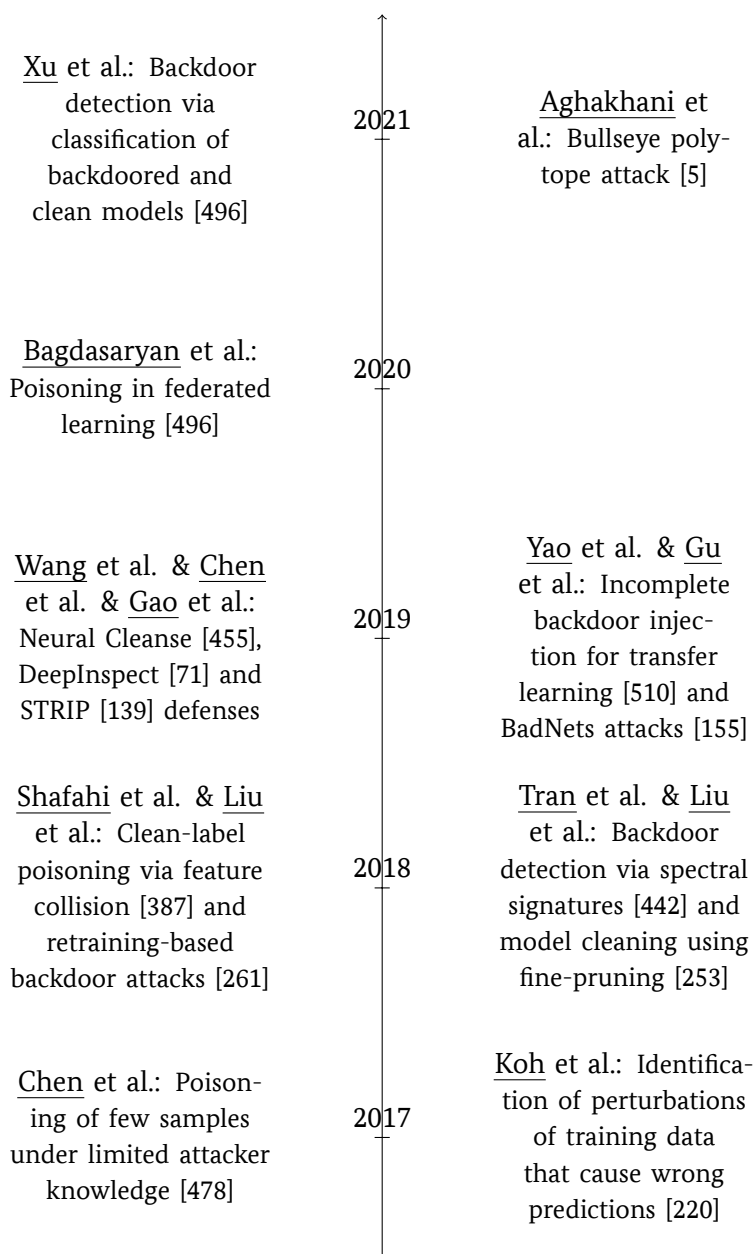 Xu et al.: Backdoor
detection via
classification of
backdoored and
clean models [496]
2021
Aghakhani et
al.: Bullseye poly-
tope attack [5]
Bagdasaryan et al.:
Poisoning in federated
learning [496]
2020
Wang et al. & Chen
et al. & Gao et al.:
Neural Cleanse [455],
DeepInspect [71] and
STRIP [139] defenses
2019
Yao et al. & Gu
et al.: Incomplete
backdoor injec-
tion for transfer
learning [510] and
BadNets attacks [155]
Shafahi et al. & Liu
et al.: Clean-label
poisoning via feature
collision [387] and
retraining-based
backdoor attacks [261]
2018
Tran et al. & Liu
et al.: Backdoor
detection via spectral
signatures [442] and
model cleaning using
fine-pruning [253]
Chen et al.: Poison-
ing of few samples
under limited attacker
knowledge [478]
2017
Koh et al.: Identifica-
tion of perturbations
of training data
that cause wrong
predictions [220]